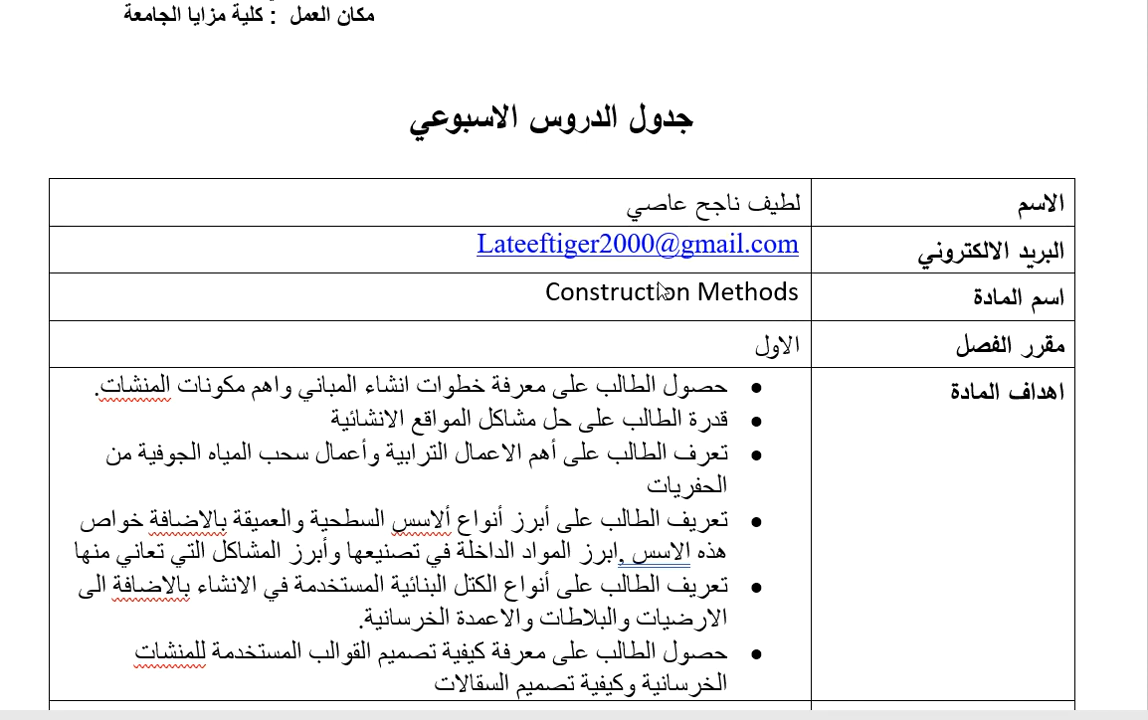 مكان العمل : كلية مزايا الجامعة
جدول الدروس الاسبوعي
الاسم لطيف ناجح عاصي
البريد الالكتروني Lateeftiger2000@gmail.com
اسم المادة Construction Methods
مقرر الفصل الاول
اهداف المادة • حصول الطالب على معرفة خطوات انشاء المباني واهم مكونات المنشات.
• قدرة الطالب على حل مشاكل المواقع الانشائية
• تعرف الطالب على أهم الاعمال الترابية وأعمال سحب المياه الجوفية من
الحفريات
• تعريف الطالب على أبرز أنواع ألاسس السطحية والعميقة بالاضافة خواص
هذه الاسس ,ابرز المواد الداخلة في تصنيعها وأبرز المشاكل التي تعاني منها
• تعريف الطالب على أنواع الكتل البنائية المستخدمة في الانشاء بالاضافة الى
الارضيات والبلاطات والاعمدة الخرسانية.
• حصول الطالب على معرفة كيفية تصميم القوالب المستخدمة للمنشات
الخرسانية وكيفية تصميم السقالات